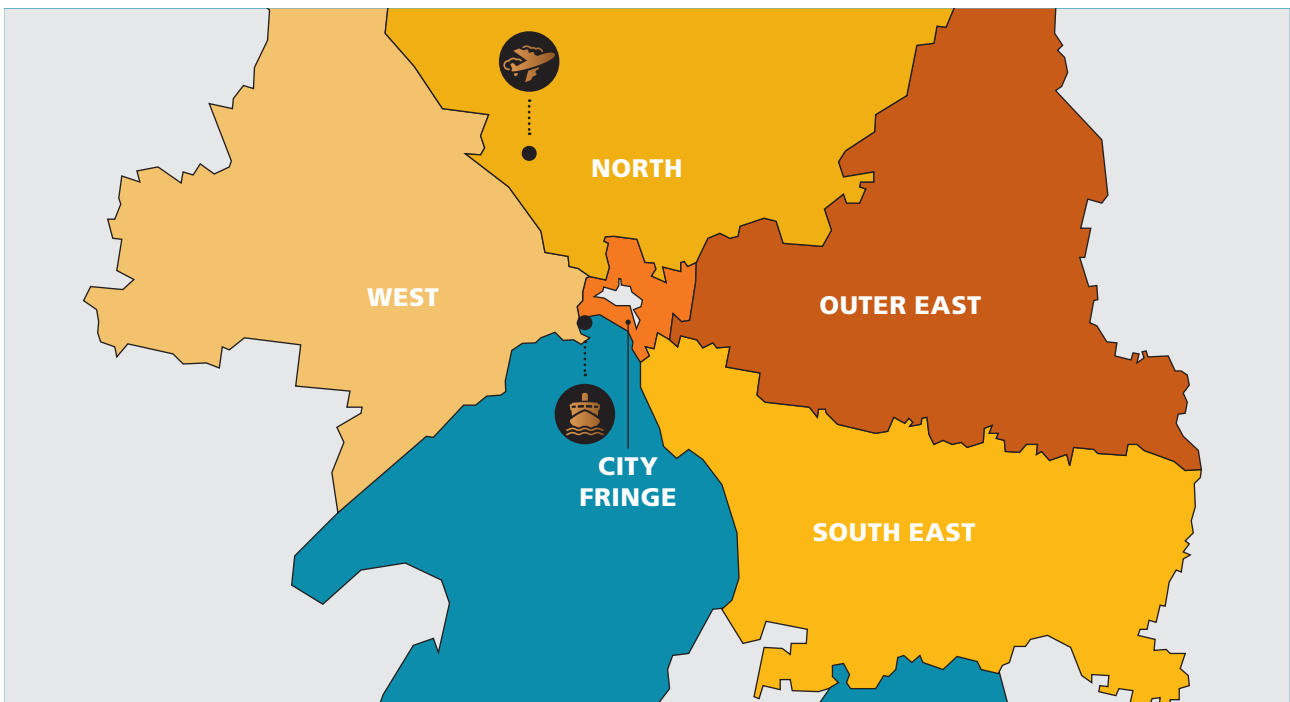 NORTH
WEST
OUTER EAST
CITY
FRINGE
SOUTH EAST